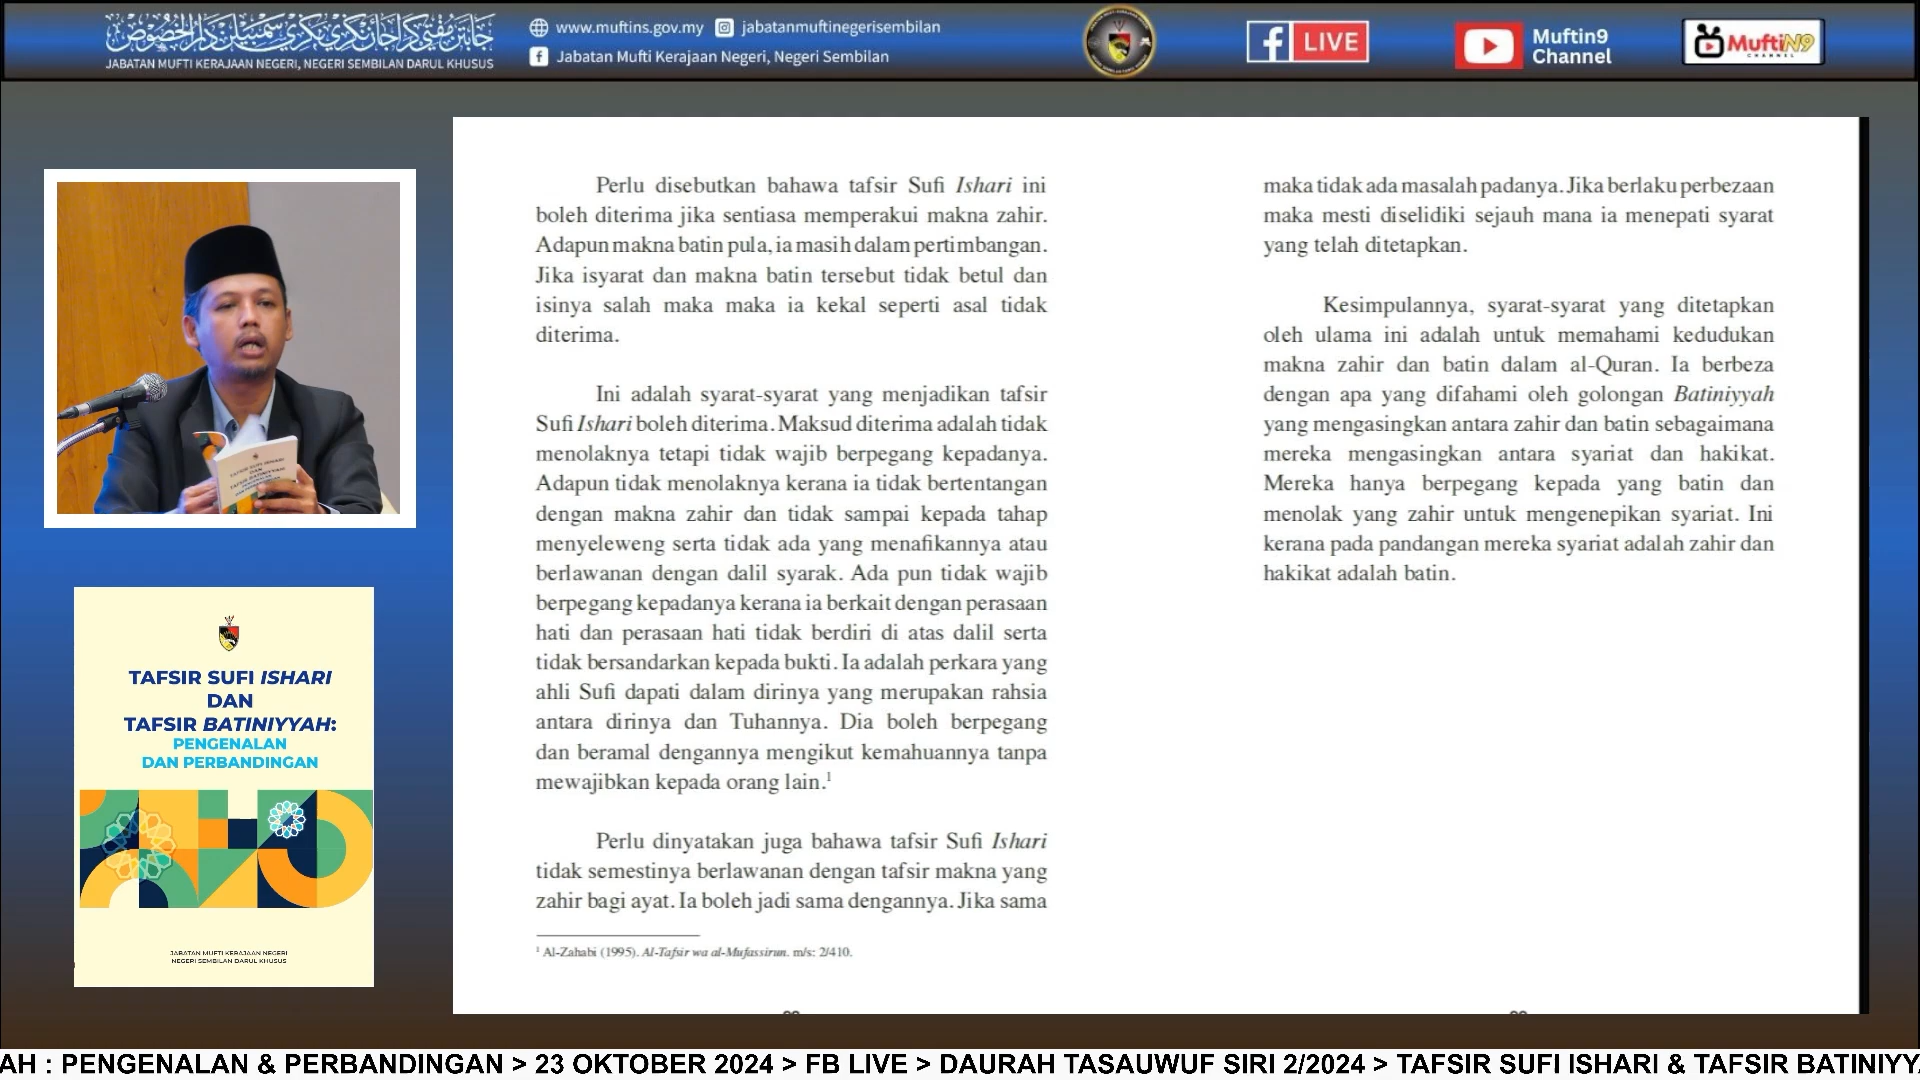 جابتن مفتي كراجاءن نݢري نݢري سمبيلن دار الخصوص
JABATAN MUFTI KERAJAAN NEGERI, NEGERI SEMBILAN DARUL KHUSUS
www.muftins.gov.my jabatanmuftinegerisembilan
Jabatan Mufti Kerajaan Negeri, Negeri Sembilan
LIVE
Muftin9
Channel
MuftiN9
CHANNEL
TAFSIR SUFI ISHARI
DAN
TAFSIR BATINIYYAH:
PENGENALAN
DAN PERBANDINGAN
JABATAN MUFTI KERAJAAN NEGERI
NEGERI SEMBILAN DARUL KHUSUS
Perlu disebutkan bahawa tafsir Sufi Ishari ini
boleh diterima jika sentiasa memperakui makna zahir.
Adapun makna batin pula, ia masih dalam pertimbangan.
Jika isyarat dan makna batin tersebut tidak betul dan
isinya salah maka maka ia kekal seperti asal tidak
diterima.
Ini adalah syarat-syarat yang menjadikan tafsir
Sufi Ishari boleh diterima. Maksud diterima adalah tidak
menolaknya tetapi tidak wajib berpegang kepadanya.
Adapun tidak menolaknya kerana ia tidak bertentangan
dengan makna zahir dan tidak sampai kepada tahap
menyeleweng serta tidak ada yang menafikannya atau
berlawanan dengan dalil syarak. Ada pun tidak wajib
berpegang kepadanya kerana ia berkait dengan perasaan
hati dan perasaan hati tidak berdiri di atas dalil serta
tidak bersandarkan kepada bukti. Ia adalah perkara yang
ahli Sufi dapati dalam dirinya yang merupakan rahsia
antara dirinya dan Tuhannya. Dia boleh berpegang
dan beramal dengannya mengikut kemahuannya tanpa
mewajibkan kepada orang lain.¹
Perlu dinyatakan juga bahawa tafsir Sufi Ishari
tidak semestinya berlawanan dengan tafsir makna yang
zahir bagi ayat. Ia boleh jadi sama dengannya. Jika sama
¹ Al-Zahabi (1995). Al-Tafsir wa al-Mufassirun. m/s: 2/410.
maka tidak ada masalah padanya. Jika berlaku perbezaan
maka mesti diselidiki sejauh mana ia menepati syarat
yang telah ditetapkan.
Kesimpulannya, syarat-syarat yang ditetapkan
oleh ulama ini adalah untuk memahami kedudukan
makna zahir dan batin dalam al-Quran. Ia berbeza
dengan apa yang difahami oleh golongan Batiniyyah
yang mengasingkan antara zahir dan batin sebagaimana
mereka mengasingkan antara syariat dan hakikat.
Mereka hanya berpegang kepada yang batin dan
menolak yang zahir untuk mengenepikan syariat. Ini
kerana pada pandangan mereka syariat adalah zahir dan
hakikat adalah batin.
AH : PENGENALAN & PERBANDINGAN > 23 OKTOBER 2024 > FB LIVE > DAURAH TASAUWUF SIRI 2/2024 > TAFSIR SUFI ISHARI & TAFSIR BATINIYY